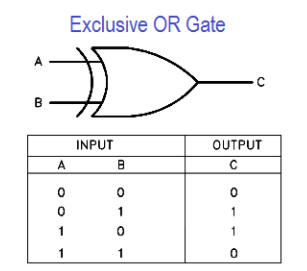 Exclusive OR Gate
A
C
B
INPUT OUTPUT
A B C
0 0 0
0 1 1
1 0 1
1 1 0